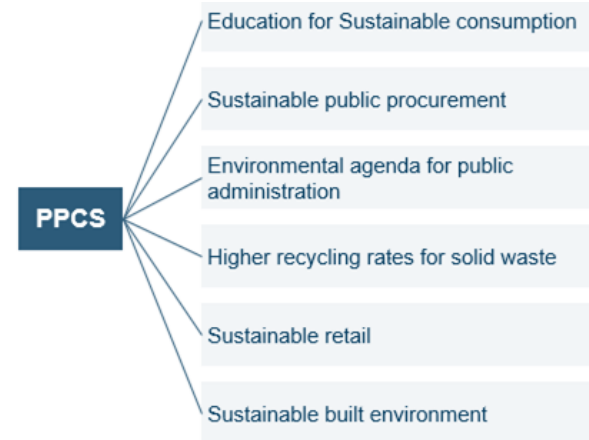 Education for Sustainable consumption
Sustainable public procurement
Environmental agenda for public
administration
PPCS
Higher recycling rates for solid waste
Sustainable retail
Sustainable built environment